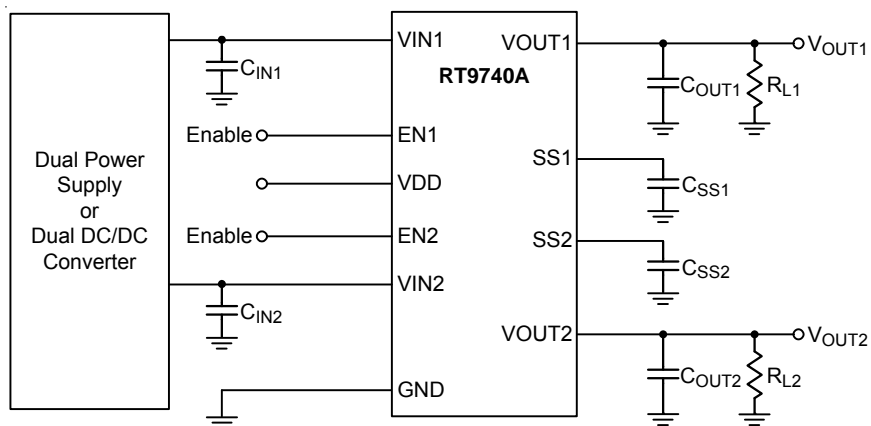 Dual Power
Supply
or
Dual DC/DC
Converter
CIN1
Enable
Enable
CIN2
VIN1
EN1
VDD
EN2
VIN2
GND
RT9740A
VOUT1
SS1
SS2
VOUT2
COUT1
RL1
VOUT1
CSS1
CSS2
COUT2
RL2
VOUT2